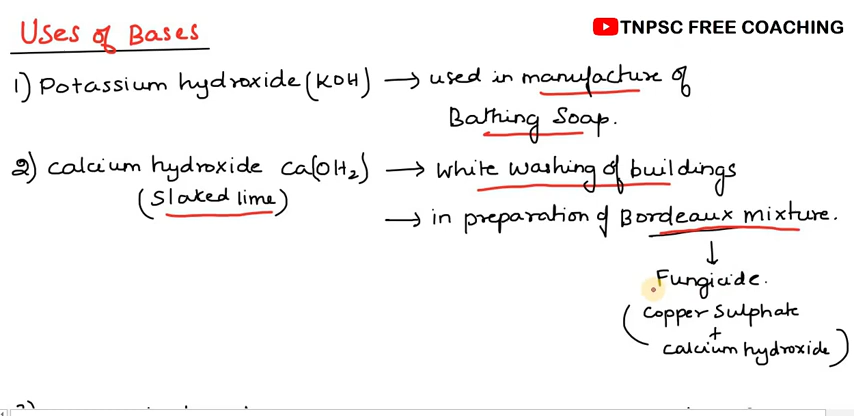 Uses of Bases
TNPSC FREE COACHING
1) Potassium hydroxide (KOH) → used in manufacture of
Bathing Soap.
2) Calcium hydroxide Ca(OH2) → White washing of buildings
(Slaked lime)
→ in preparation of Bordeaux mixture.
↓
Fungicide.
(Copper Sulphate
+
Calcium hydroxide)